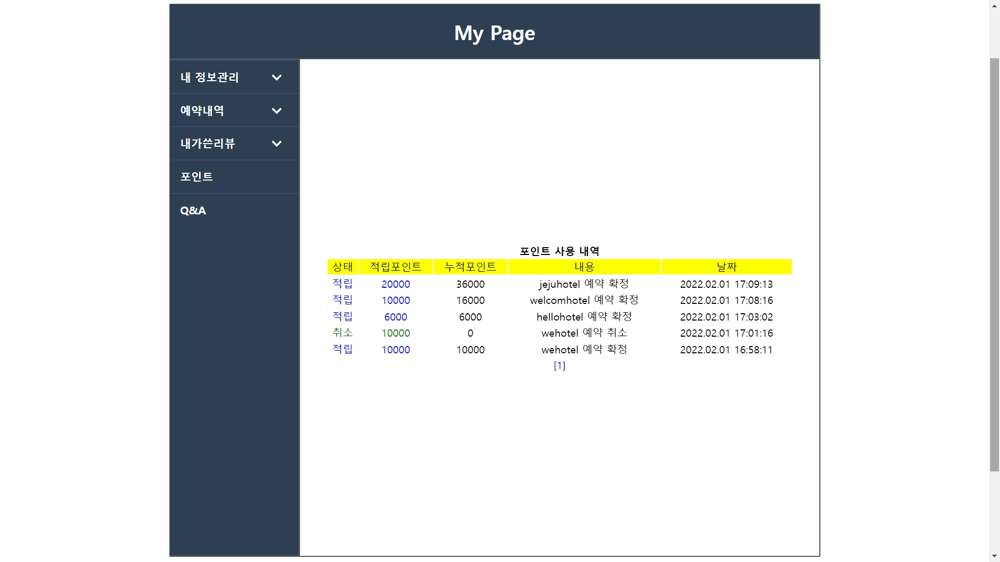 My Page
내 정보관리
예약내역
내가쓴리뷰
포인트
Q&A
포인트 사용 내역
상태 적립포인트 누적포인트 내용 날짜
적립 20000 36000 jejuhotel 예약 확정 2022.02.01 17:09:13
적립 10000 16000 welcomhotel 예약 확정 2022.02.01 17:08:16
적립 6000 6000 hellohotel 예약 확정 2022.02.01 17:03:02
취소 10000 0 wehotel 예약 취소 2022.02.01 17:01:16
적립 10000 10000 wehotel 예약 확정 2022.02.01 16:58:11
[1]